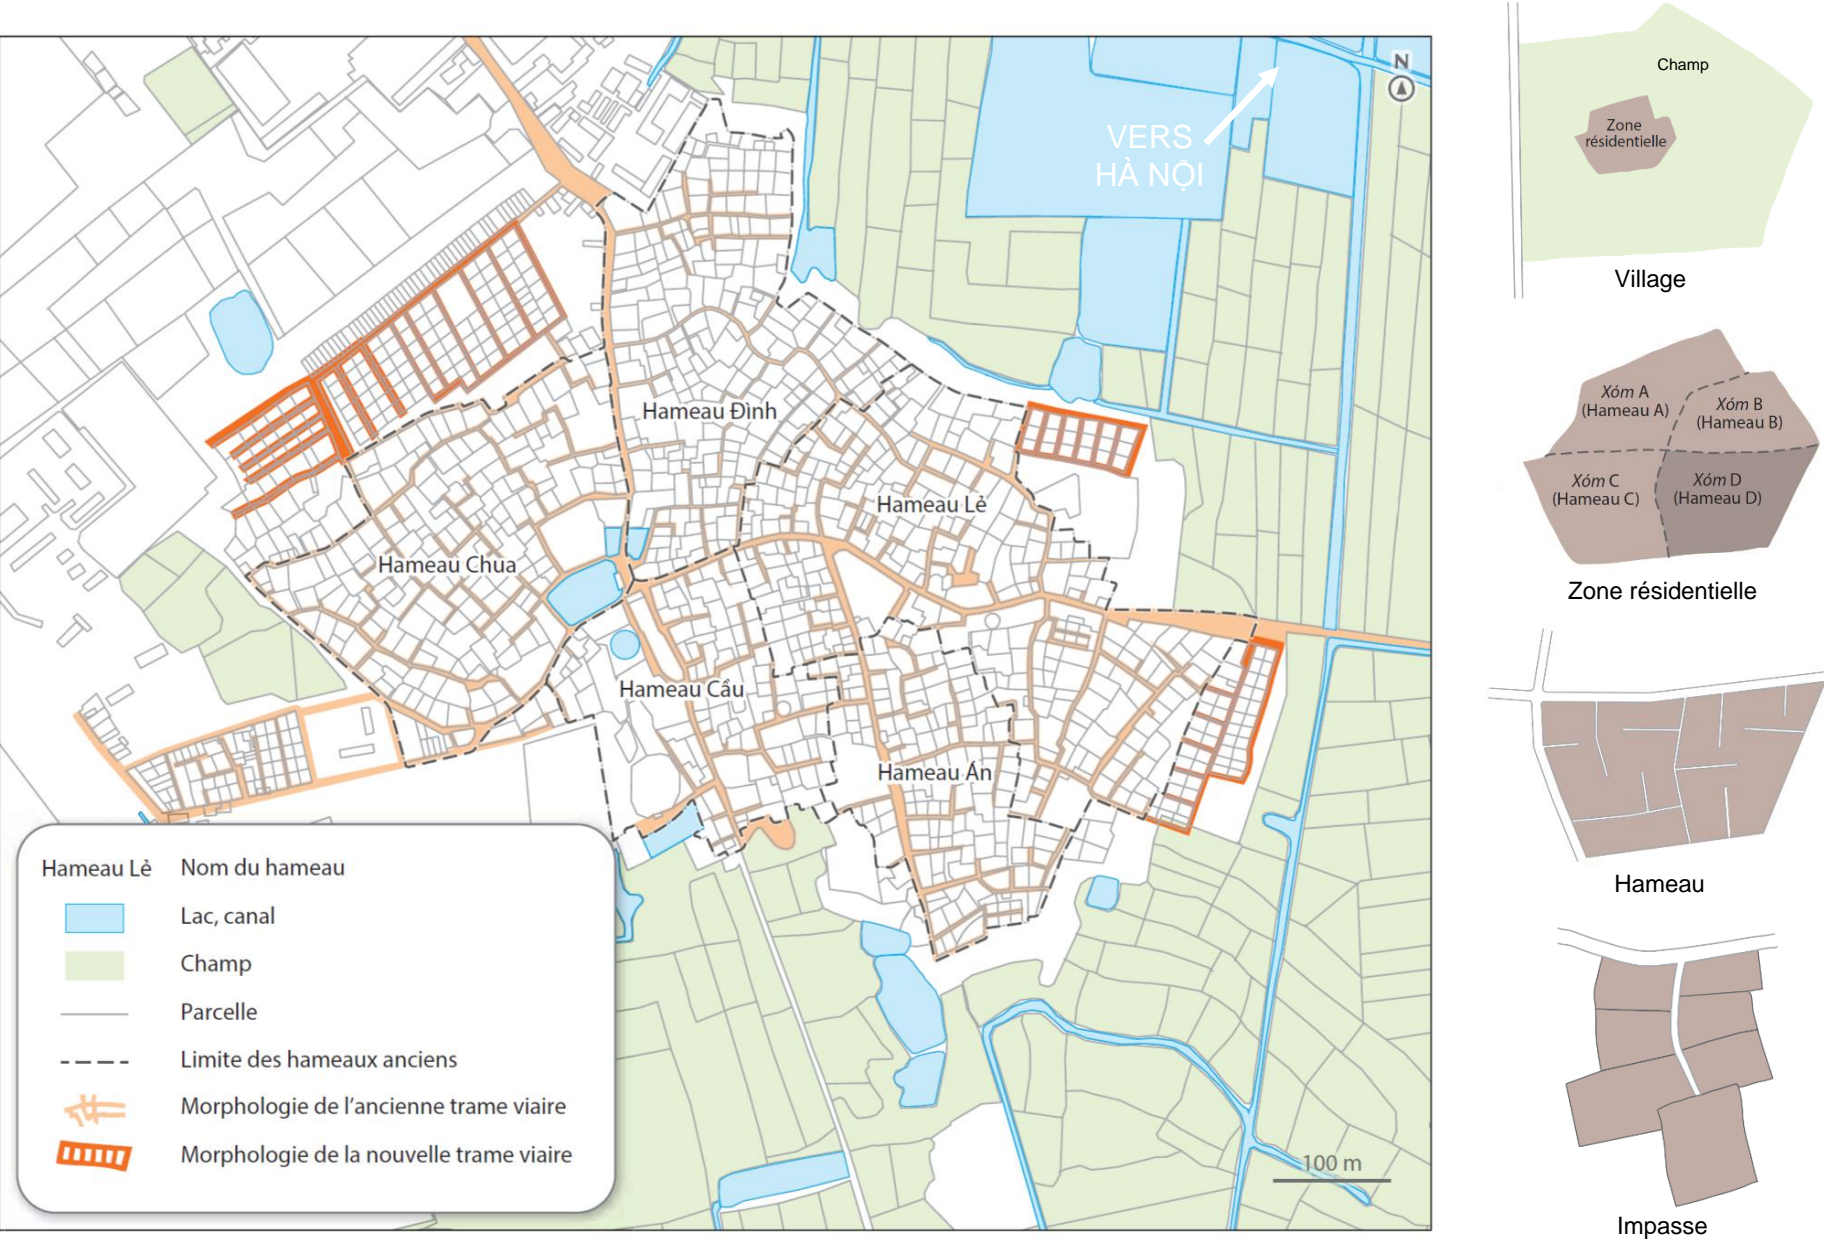 N
VERS
HÀ NỘI
Hameau Đình
Hameau Lẻ
Hameau Chua
Hameau Cẩu
Hameau Án
Hameau Lẻ
Nom du hameau
Lac, canal
Champ
Parcelle
Limite des hameaux anciens
Morphologie de l'ancienne trame viaire
Morphologie de la nouvelle trame viaire
100 m
Champ
Zone
résidentielle
Village
Xóm A
(Hameau A)
Xóm B
(Hameau B)
Xóm C
(Hameau C)
Xóm D
(Hameau D)
Zone résidentielle
Hameau
Impasse